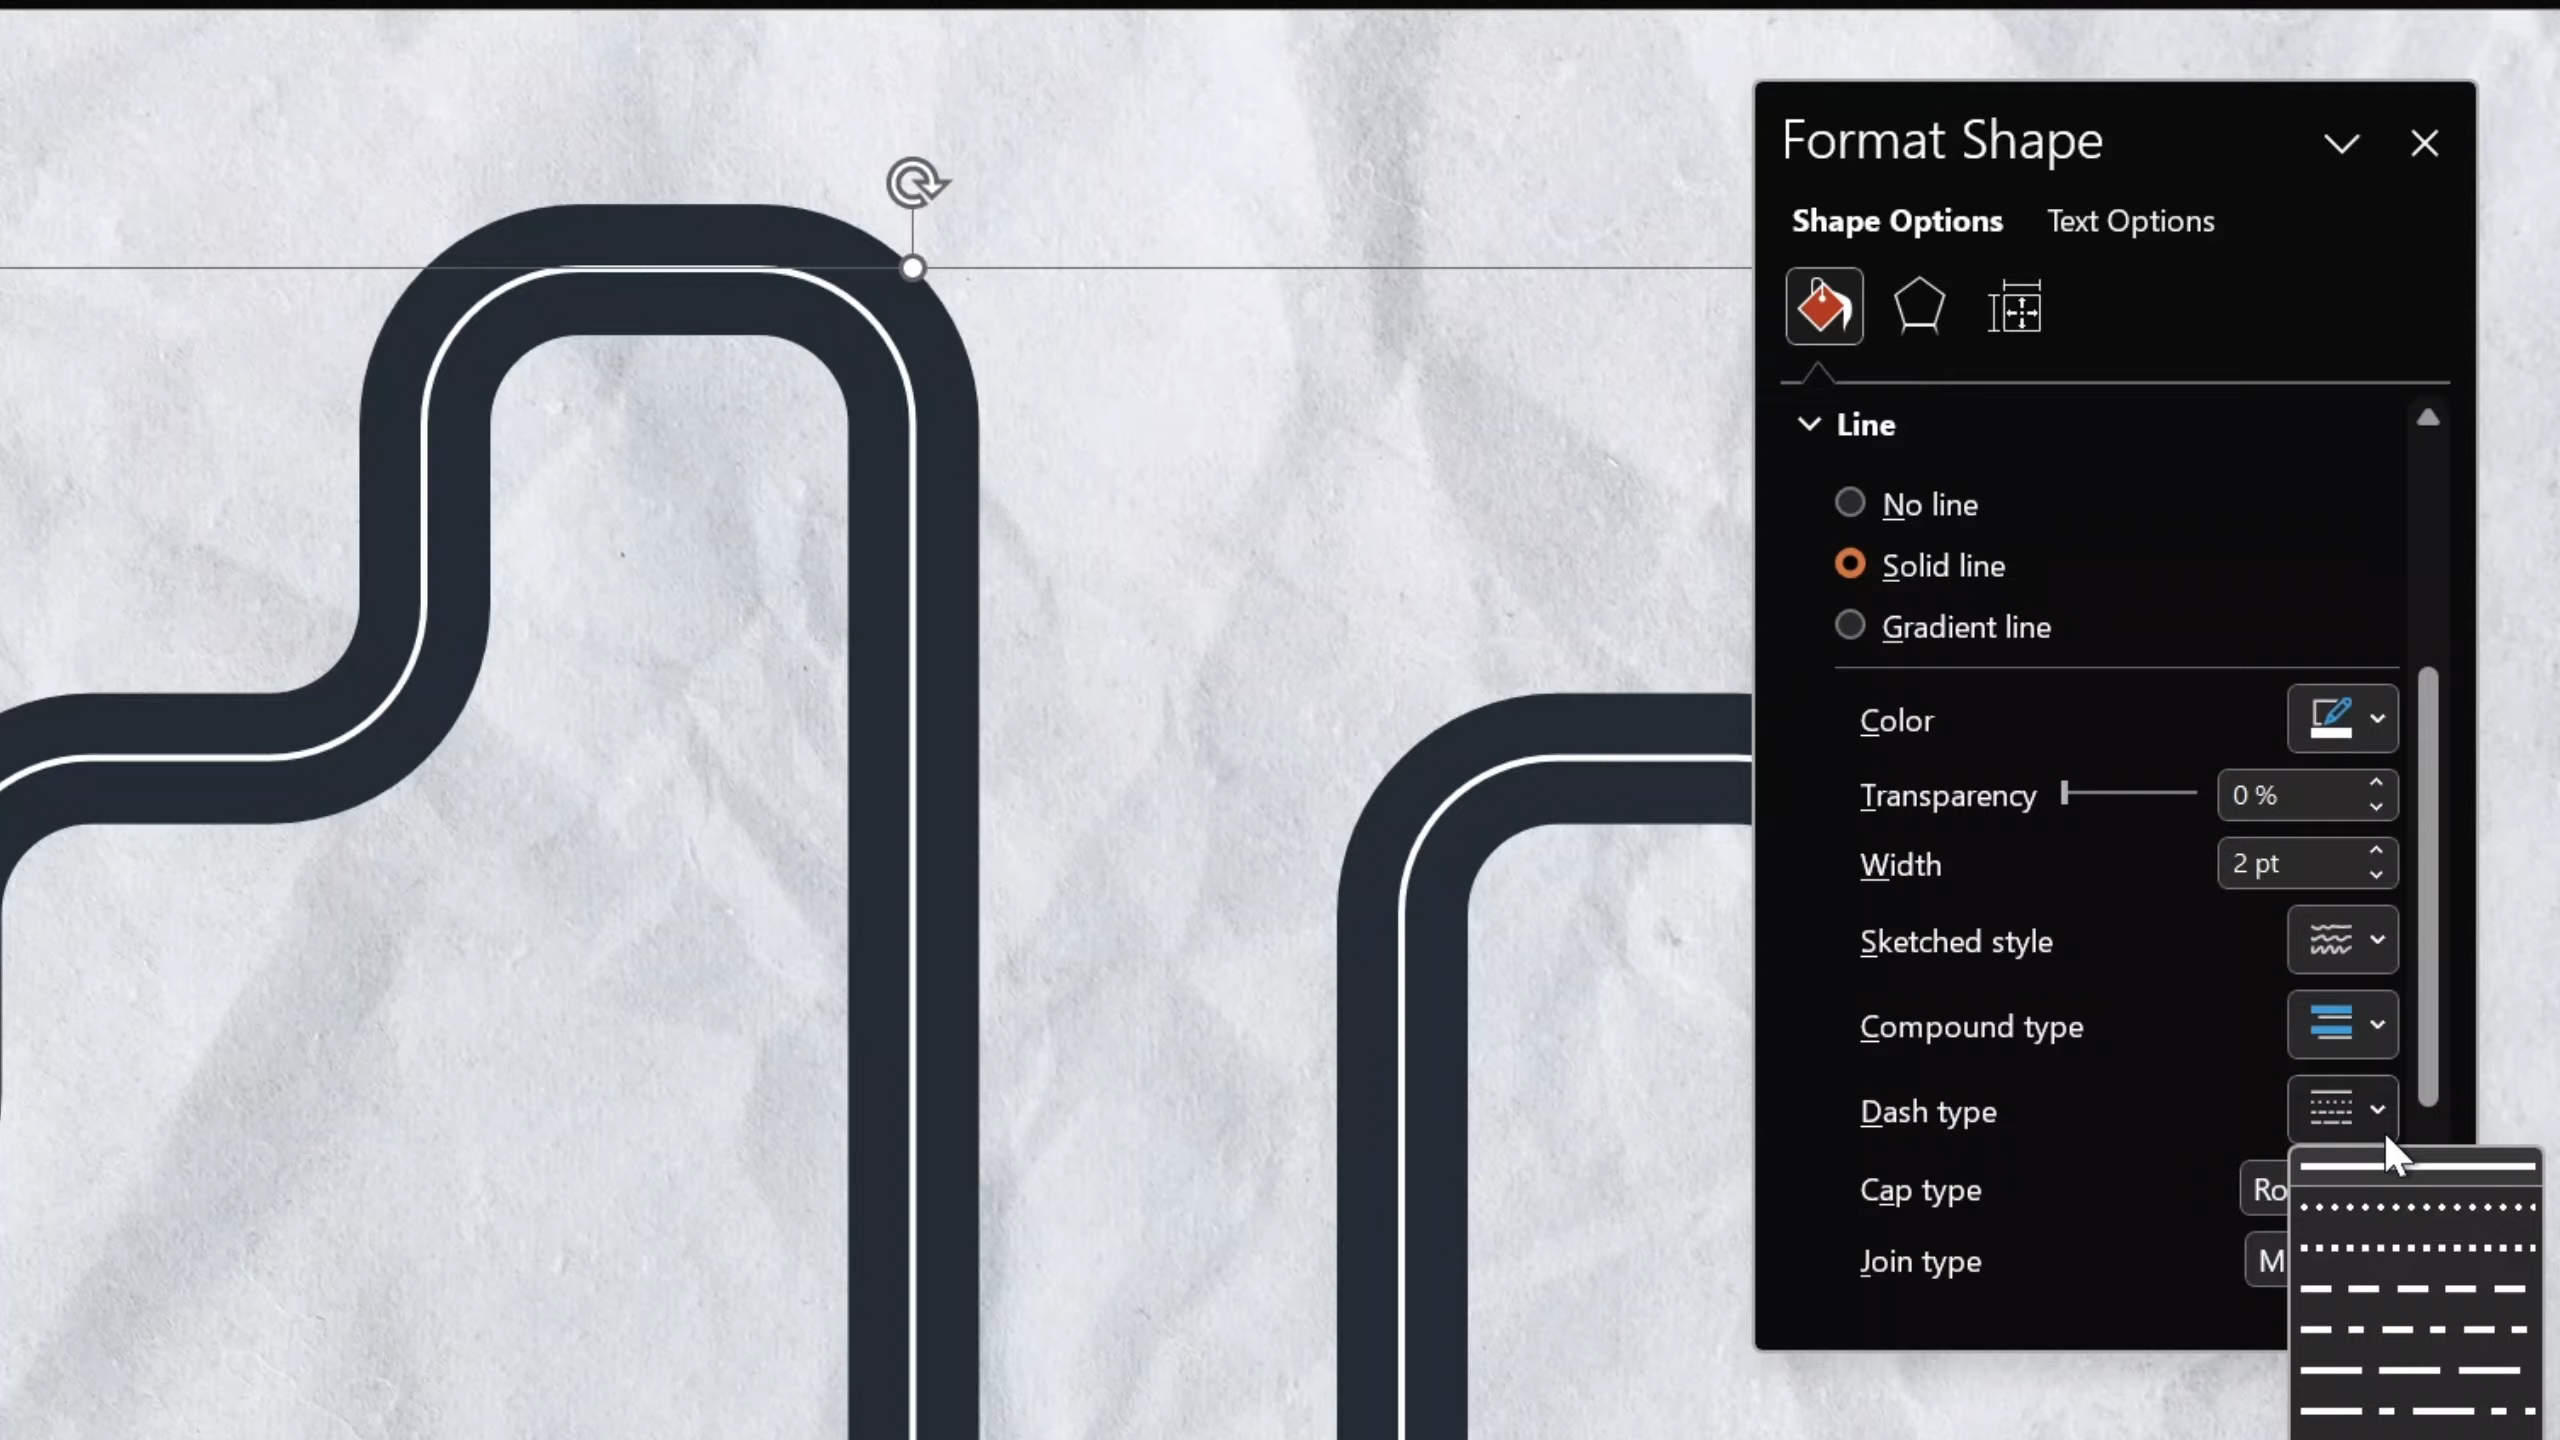 Format Shape
Shape Options Text Options
Line
No line
Solid line
Gradient line
Color
Transparency 0 %
Width 2 pt
Sketched style
Compound type
Dash type
Cap type Ro
Join type M